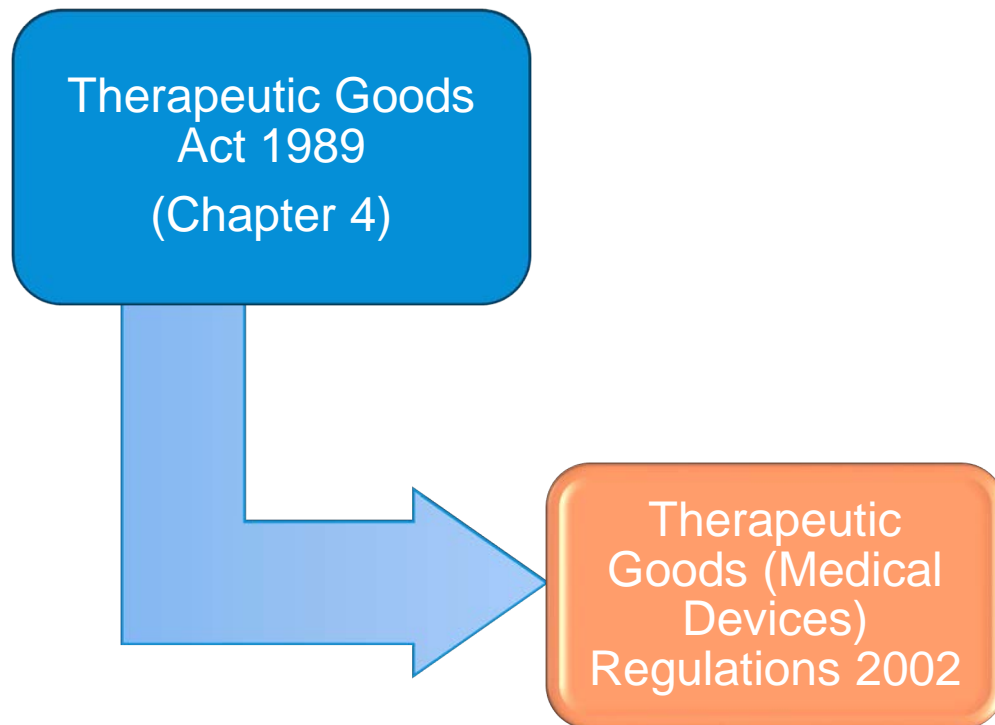 Therapeutic Goods
Act 1989
(Chapter 4)
Therapeutic
Goods (Medical
Devices)
Regulations 2002